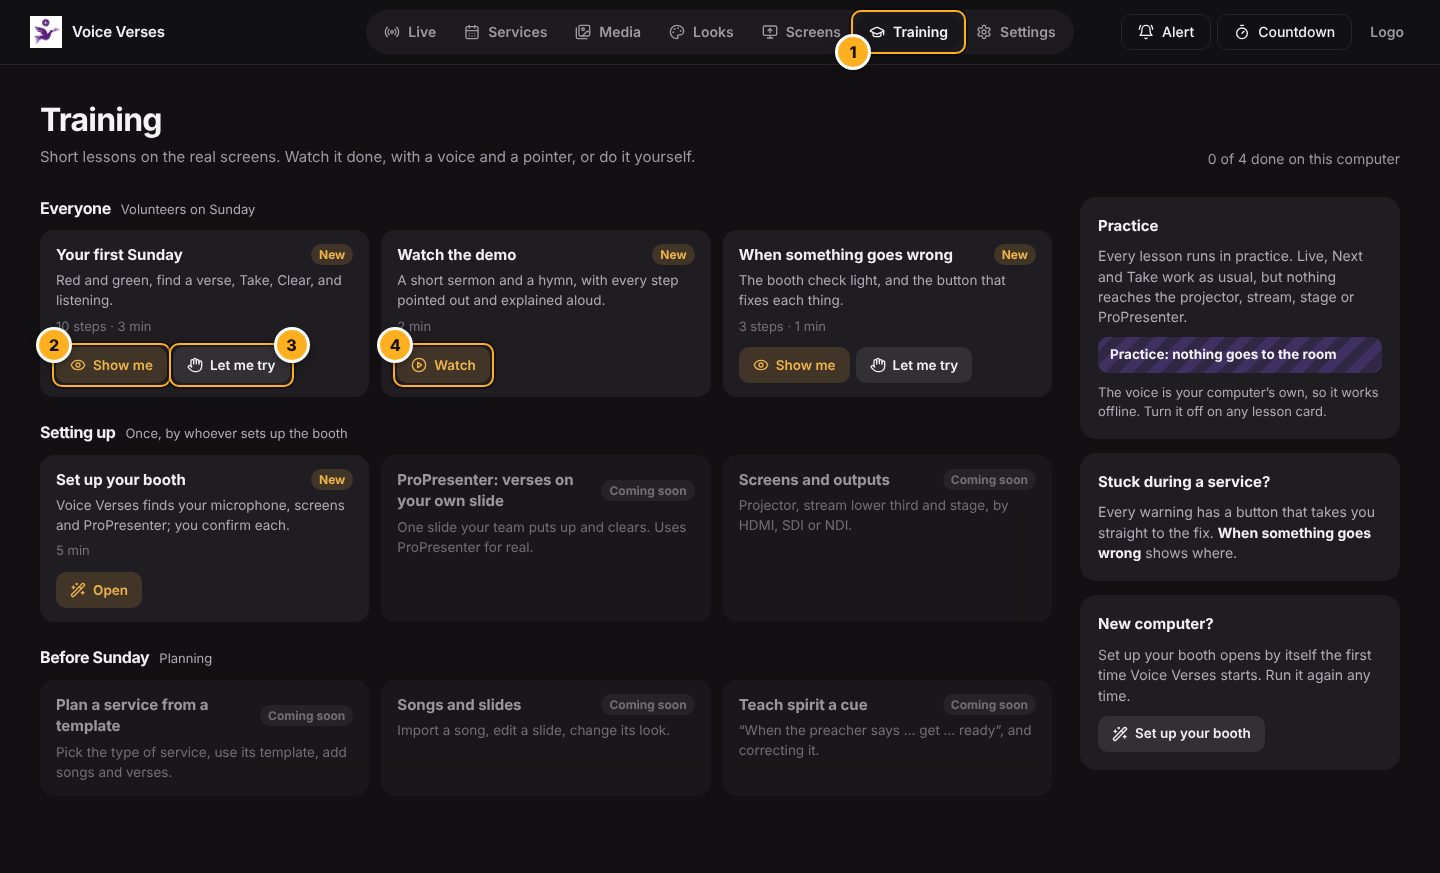 Voice Verses
Live
Services
Media
Looks
Screens
Training
Settings
Alert
Countdown
Logo
1
Training
Short lessons on the real screens. Watch it done, with a voice and a pointer, or do it yourself.
0 of 4 done on this computer
Everyone Volunteers on Sunday
Your first Sunday
New
Red and green, find a verse, Take, Clear, and
listening.
10 steps · 3 min
2
Show me
Let me try
3
Watch the demo
New
A short sermon and a hymn, with every step
pointed out and explained aloud.
2 min
4
Watch
When something goes wrong
New
The booth check light, and the button that
fixes each thing.
3 steps · 1 min
Show me
Let me try
Setting up Once, by whoever sets up the booth
Set up your booth
New
Voice Verses finds your microphone, screens
and ProPresenter; you confirm each.
5 min
Open
ProPresenter: verses on
your own slide
Coming soon
One slide your team puts up and clears. Uses
ProPresenter for real.
Screens and outputs
Coming soon
Projector, stream lower third and stage, by
HDMI, SDI or NDI.
Before Sunday Planning
Plan a service from a
template
Coming soon
Pick the type of service, use its template, add
songs and verses.
Songs and slides
Coming soon
Import a song, edit a slide, change its look.
Teach spirit a cue
Coming soon
“When the preacher says … get … ready”, and
correcting it.
Practice
Every lesson runs in practice. Live, Next
and Take work as usual, but nothing
reaches the projector, stream, stage or
ProPresenter.
Practice: nothing goes to the room
The voice is your computer’s own, so it works
offline. Turn it off on any lesson card.
Stuck during a service?
Every warning has a button that takes you
straight to the fix. When something goes
wrong shows where.
New computer?
Set up your booth opens by itself the first
time Voice Verses starts. Run it again any
time.
Set up your booth